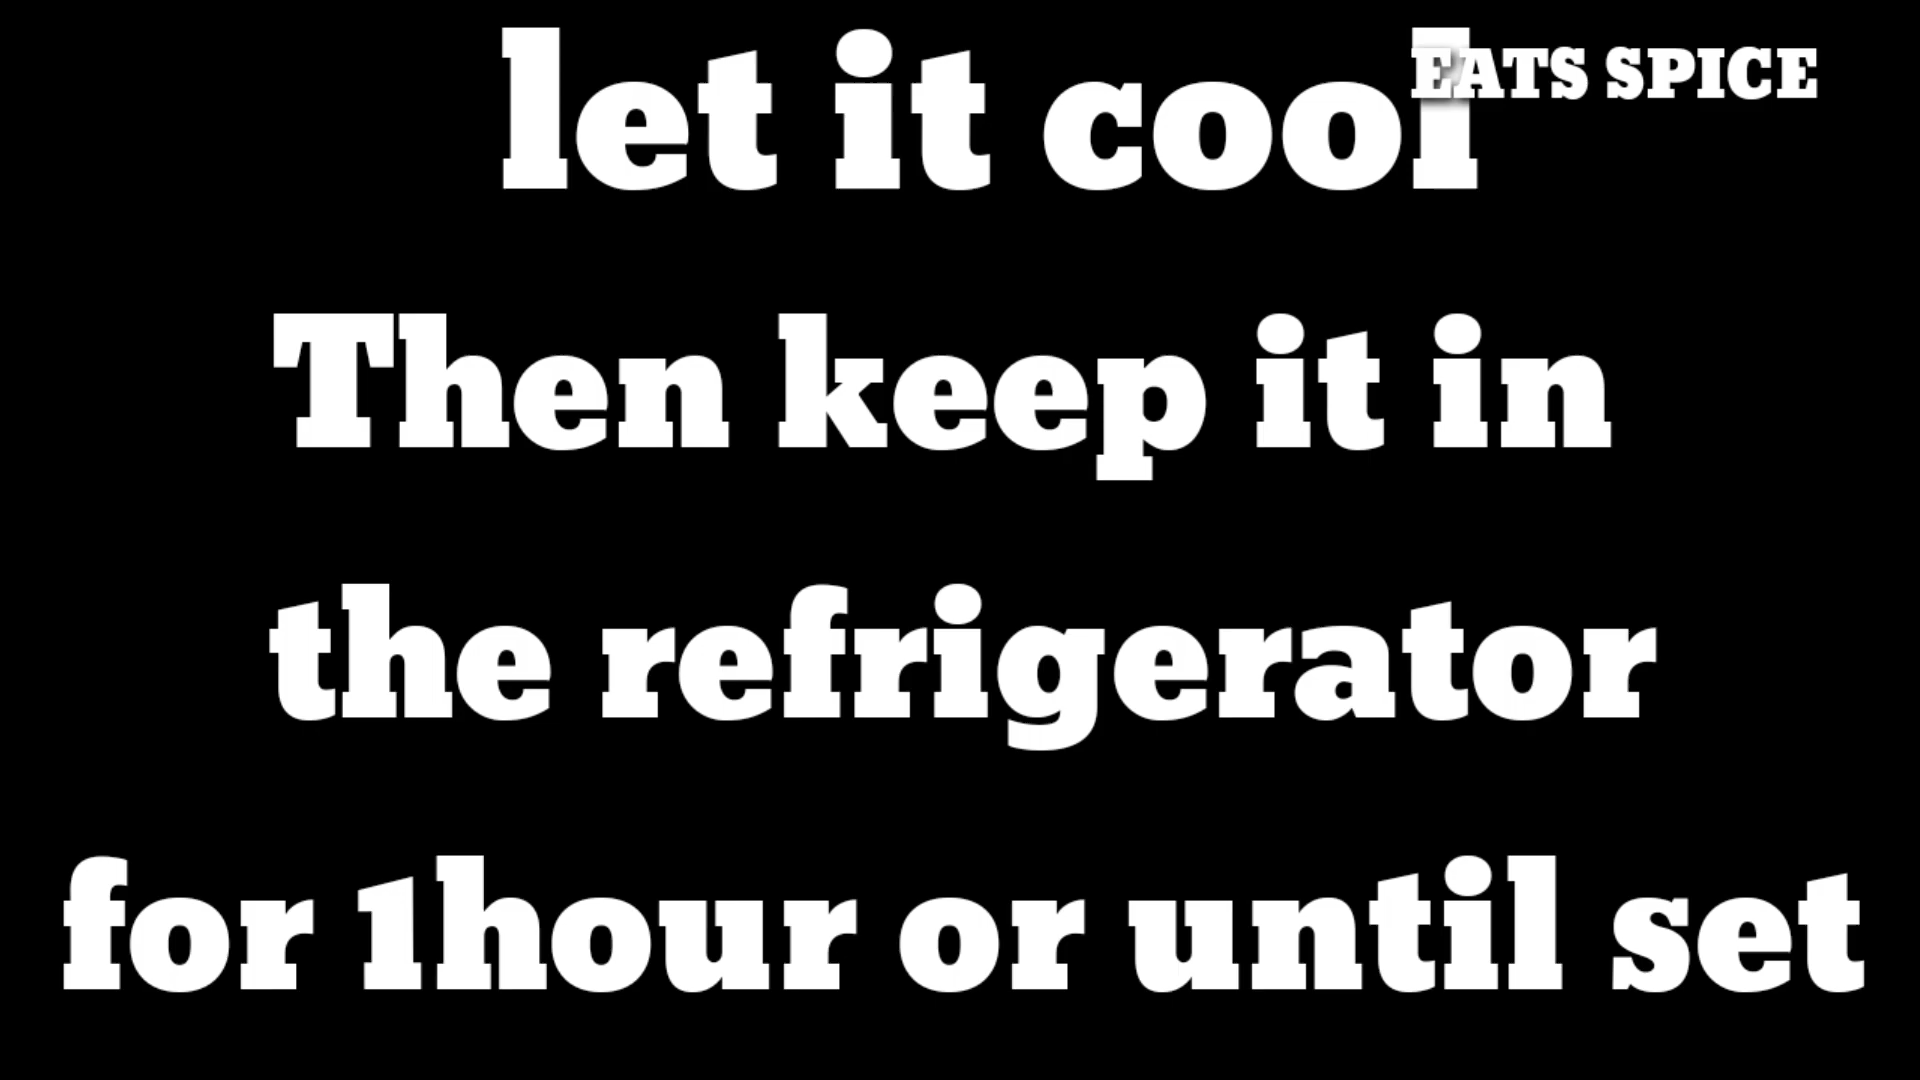 let it cool
EATS SPICE
Then keep it in
the refrigerator
for 1hour or until set